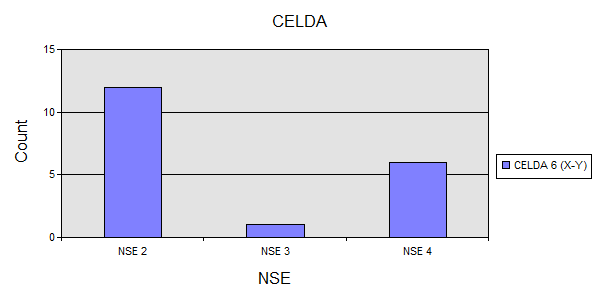 CELDA
15
10
5
0
Count
NSE 2
NSE 3
NSE 4
NSE
CELDA 6 (X-Y)